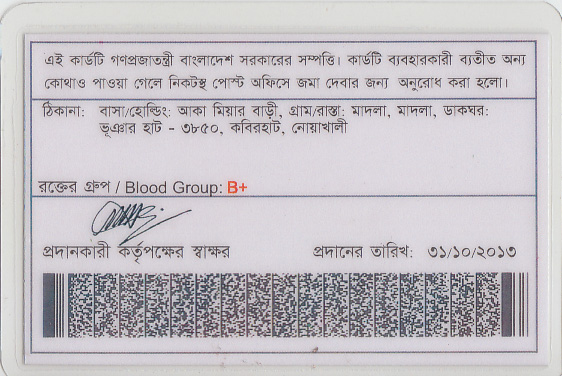 এই কার্ডটি গণপ্রজাতন্ত্রী বাংলাদেশ সরকারের সম্পত্তি। কার্ডটি ব্যবহারকারী ব্যতীত অন্য
কোথাও পাওয়া গেলে নিকটস্থ পোস্ট অফিসে জমা দেবার জন্য অনুরোধ করা হলো।
ঠিকানা: বাসা/হোল্ডিং: আকা মিয়ার বাড়ী, গ্রাম/রাস্তা: মাদলা, মাদলা, ডাকঘর:
ভূঞার হাট - ৩৮৫০, কবিরহাট, নোয়াখালী
রক্তের গ্রুপ / Blood Group: B+
প্রদানকারী কর্তৃপক্ষের স্বাক্ষর প্রদানের তারিখ: ৩১/১০/২০১৩